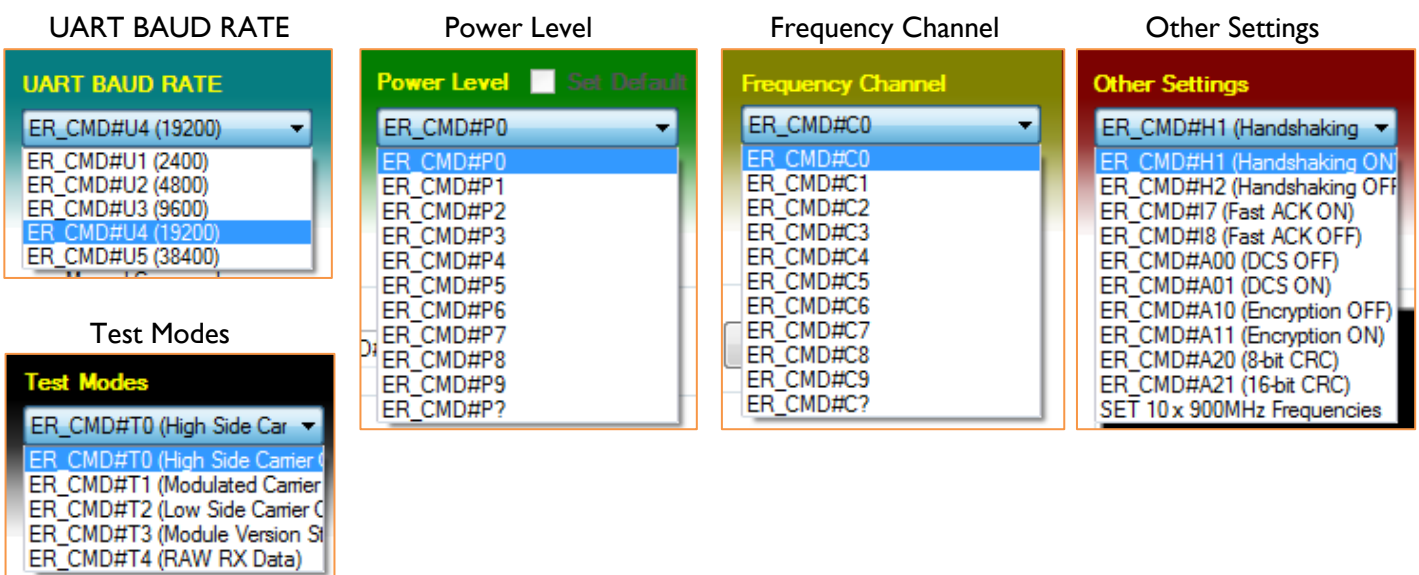 UART BAUD RATE
UART BAUD RATE
ER_CMD#U4 (19200)
ER_CMD#U1 (2400)
ER_CMD#U2 (4800)
ER_CMD#U3 (9600)
ER_CMD#U4 (19200)
ER_CMD#U5 (38400)
Power Level
Power Level Set Default
ER_CMD#P0
ER_CMD#P0
ER_CMD#P1
ER_CMD#P2
ER_CMD#P3
ER_CMD#P4
ER_CMD#P5
ER_CMD#P6
ER_CMD#P7
ER_CMD#P8
ER_CMD#P9
ER_CMD#P?
Frequency Channel
Frequency Channel
ER_CMD#C0
ER_CMD#C0
ER_CMD#C1
ER_CMD#C2
ER_CMD#C3
ER_CMD#C4
ER_CMD#C5
ER_CMD#C6
ER_CMD#C7
ER_CMD#C8
ER_CMD#C9
ER_CMD#C?
Other Settings
Other Settings
ER_CMD#H1 (Handshaking
ER_CMD#H1 (Handshaking ON
ER_CMD#H2 (Handshaking OFF
ER_CMD#I7 (Fast ACK ON)
ER_CMD#I8 (Fast ACK OFF)
ER_CMD#A00 (DCS OFF)
ER_CMD#A01 (DCS ON)
ER_CMD#A10 (Encryption OFF)
ER_CMD#A11 (Encryption ON)
ER_CMD#A20 (8-bit CRC)
ER_CMD#A21 (16-bit CRC)
SET 10 x 900MHz Frequencies
Test Modes
Test Modes
ER_CMD#T0 (High Side Car
ER_CMD#T0 (High Side Carrier
ER_CMD#T1 (Modulated Carrier
ER_CMD#T2 (Low Side Carrier
ER_CMD#T3 (Module Version St
ER_CMD#T4 (RAW RX Data)